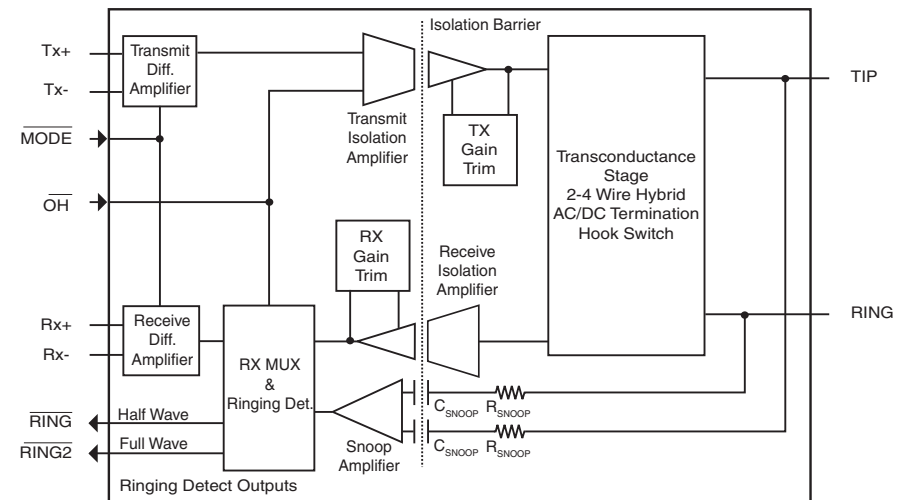 Isolation Barrier
Tx+
Tx-
MODE
OH
Transmit
Diff.
Amplifier
Transmit
Isolation
Amplifier
TX
Gain
Trim
Transconductance
Stage
2-4 Wire Hybrid
AC/DC Termination
Hook Switch
TIP
RING
RX
Gain
Trim
Receive
Isolation
Amplifier
Rx+
Rx-
Receive
Diff.
Amplifier
RX MUX
&
Ringing Det.
CSNOOP RSNOOP
CSNOOP RSNOOP
Snoop
Amplifier
RING
Half Wave
RING2
Full Wave
Ringing Detect Outputs